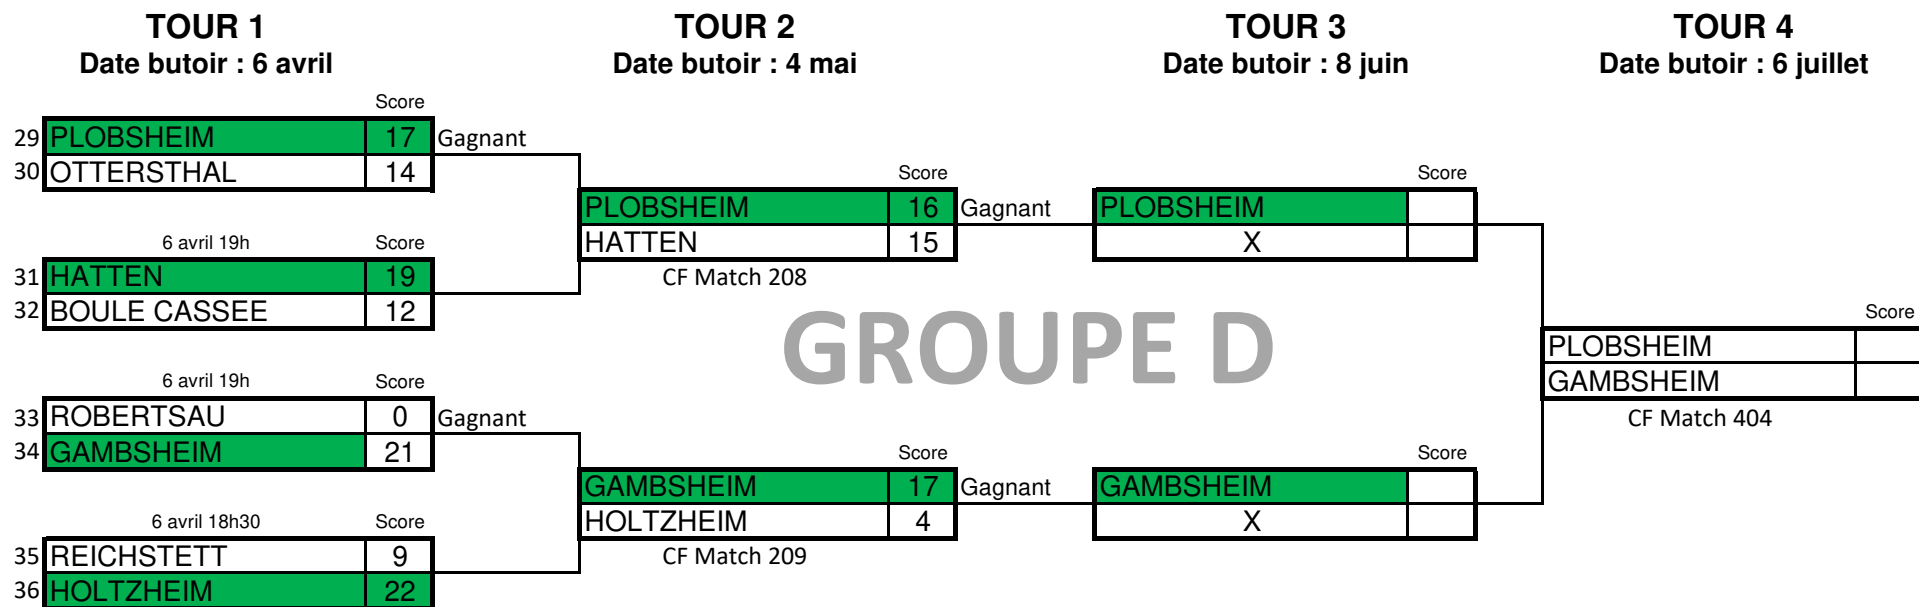 TOUR 1 TOUR 2 TOUR 3 TOUR 4
Date butoir : 6 avril Date butoir : 4 mai Date butoir : 8 juin Date butoir : 6 juillet
Score
29 PLOBSHEIM 17 Gagnant
30 OTTERSTHAL 14
Score Score
PLOBSHEIM 16 Gagnant PLOBSHEIM
HATTEN 15 X
6 avril 19h Score
CF Match 208
31 HATTEN 19
32 BOULE CASSEE 12
GROUPE D
Score
PLOBSHEIM
GAMBSHEIM
CF Match 404
6 avril 19h Score
33 ROBERTSAU 0 Gagnant
34 GAMBSHEIM 21
Score Score
GAMBSHEIM 17 Gagnant GAMBSHEIM
HOLTZHEIM 4 X
6 avril 18h30 Score
CF Match 209
35 REICHSTETT 9
36 HOLTZHEIM 22